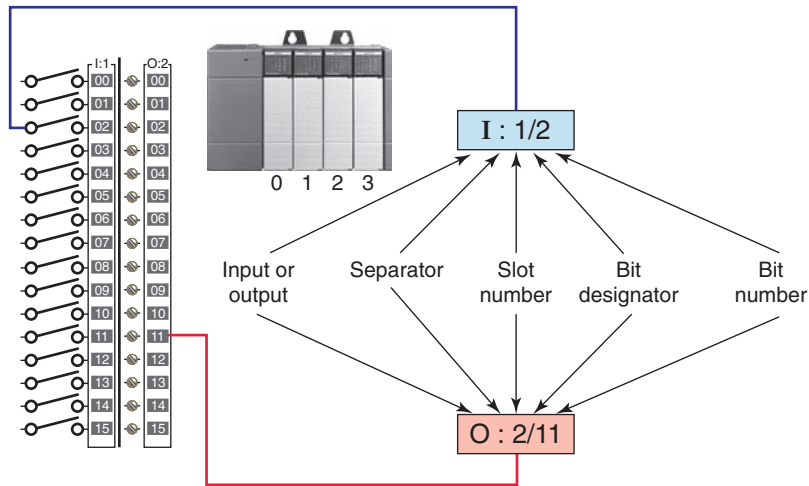 I:1
O:2
00 00
01 01
02 02
03 03
04 04
05 05
06 06
07 07
08 08
09 09
10 10
11 11
12 12
13 13
14 14
15 15
0 1 2 3
I : 1/2
Input or
output
Separator
Slot
number
Bit
designator
Bit
number
O : 2/11